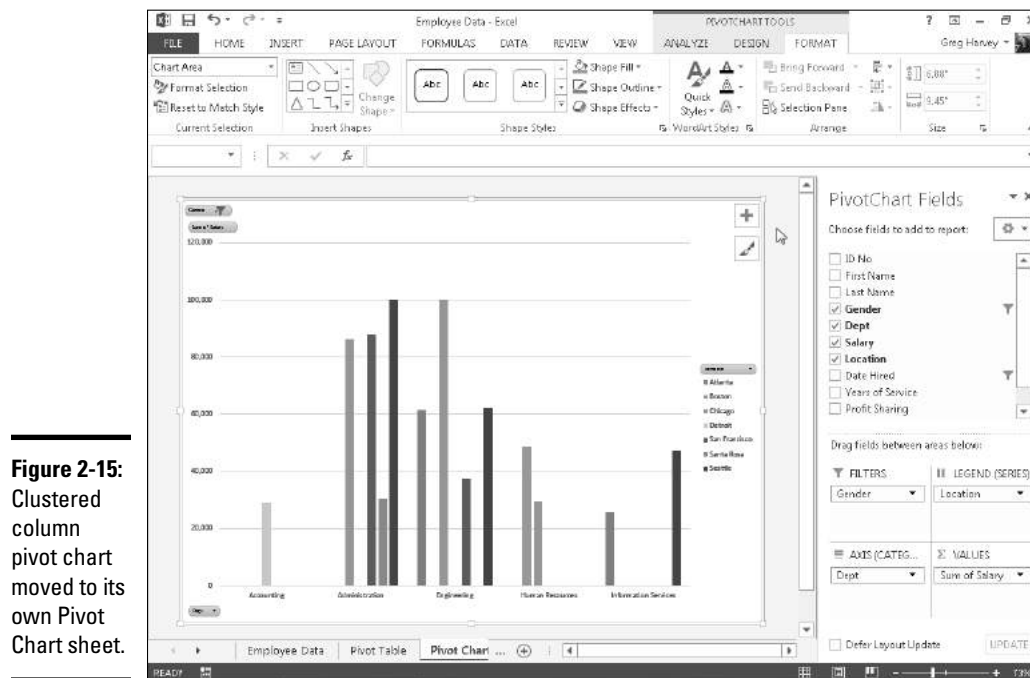 Employee Data - Excel
PIVOTCHART TOOLS
FILE HOME INSERT PAGE LAYOUT FORMULAS DATA REVIEW VIEW ANALYZE DESIGN FORMAT Greg Harvey
Chart Area
Format Selection
Reset to Match Style
Current Selection
Change Shape
Insert Shapes
Abc Abc Abc
Shape Fill
Shape Outline
Shape Effects
Shape Styles
Quick Styles
WordArt Styles
Bring Forward
Send Backward
Selection Pane
Arrange
6.88"
9.45"
Size
fx
Sum of Salary
120,000
100,000
80,000
60,000
40,000
20,000
0
Accounting Administration Engineering Human Resources Information Services
Dept
Atlanta
Boston
Chicago
Detroit
San Francisco
Santa Rosa
Seattle
PivotChart Fields
Choose fields to add to report:
ID No
First Name
Last Name
Gender
Dept
Salary
Location
Date Hired
Years of Service
Profit Sharing
Drag fields between areas below:
FILTERS
Gender
LEGEND (SERIES)
Location
AXIS (CATEG...
Dept
Σ VALUES
Sum of Salary
Defer Layout Update UPDATE
Employee Data Pivot Table Pivot Chart ...
READY 73%
Figure 2-15:
Clustered
column
pivot chart
moved to its
own Pivot
Chart sheet.